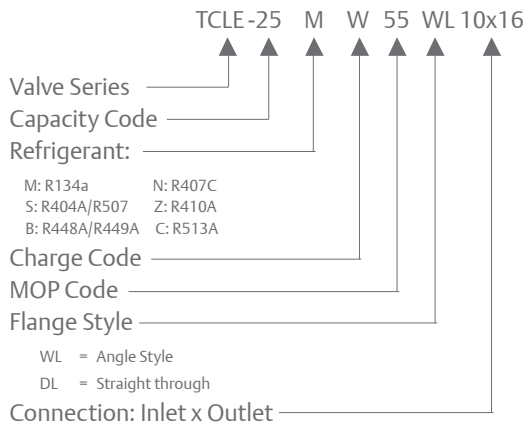 TCLE -25 M W 55 WL 10x16
Valve Series
Capacity Code
Refrigerant:
M: R134a N: R407C
S: R404A/R507 Z: R410A
B: R448A/R449A C: R513A
Charge Code
MOP Code
Flange Style
WL = Angle Style
DL = Straight through
Connection: Inlet x Outlet